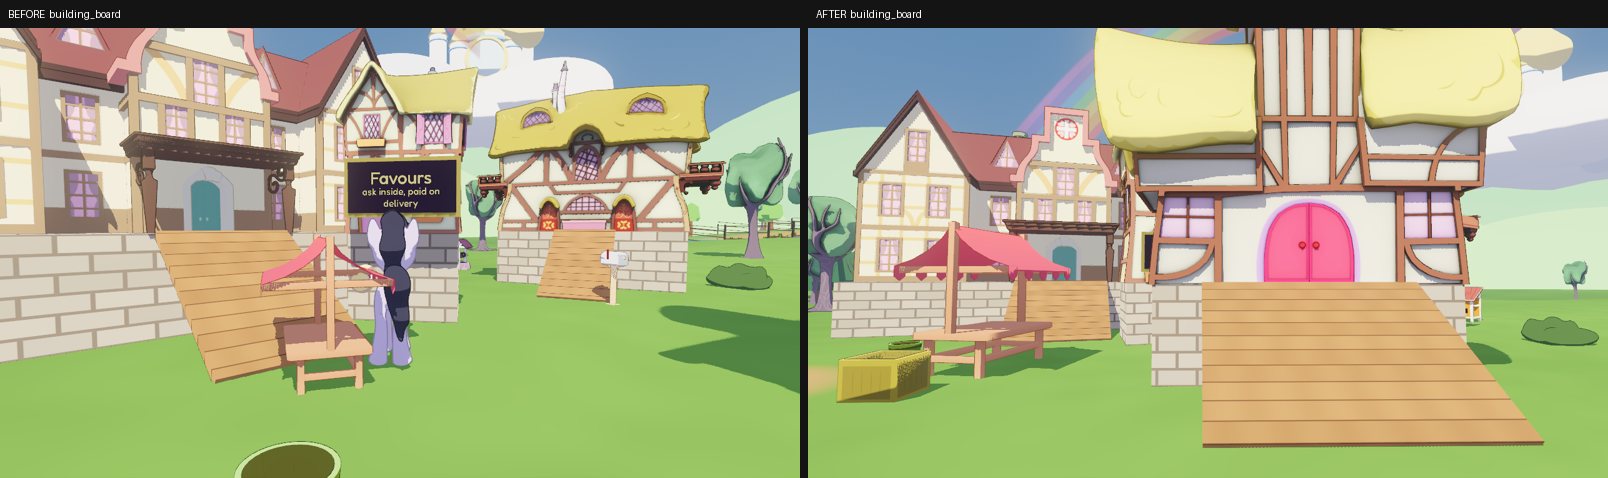 BEFORE building_board
AFTER building_board
Favours
ask inside, paid on
delivery